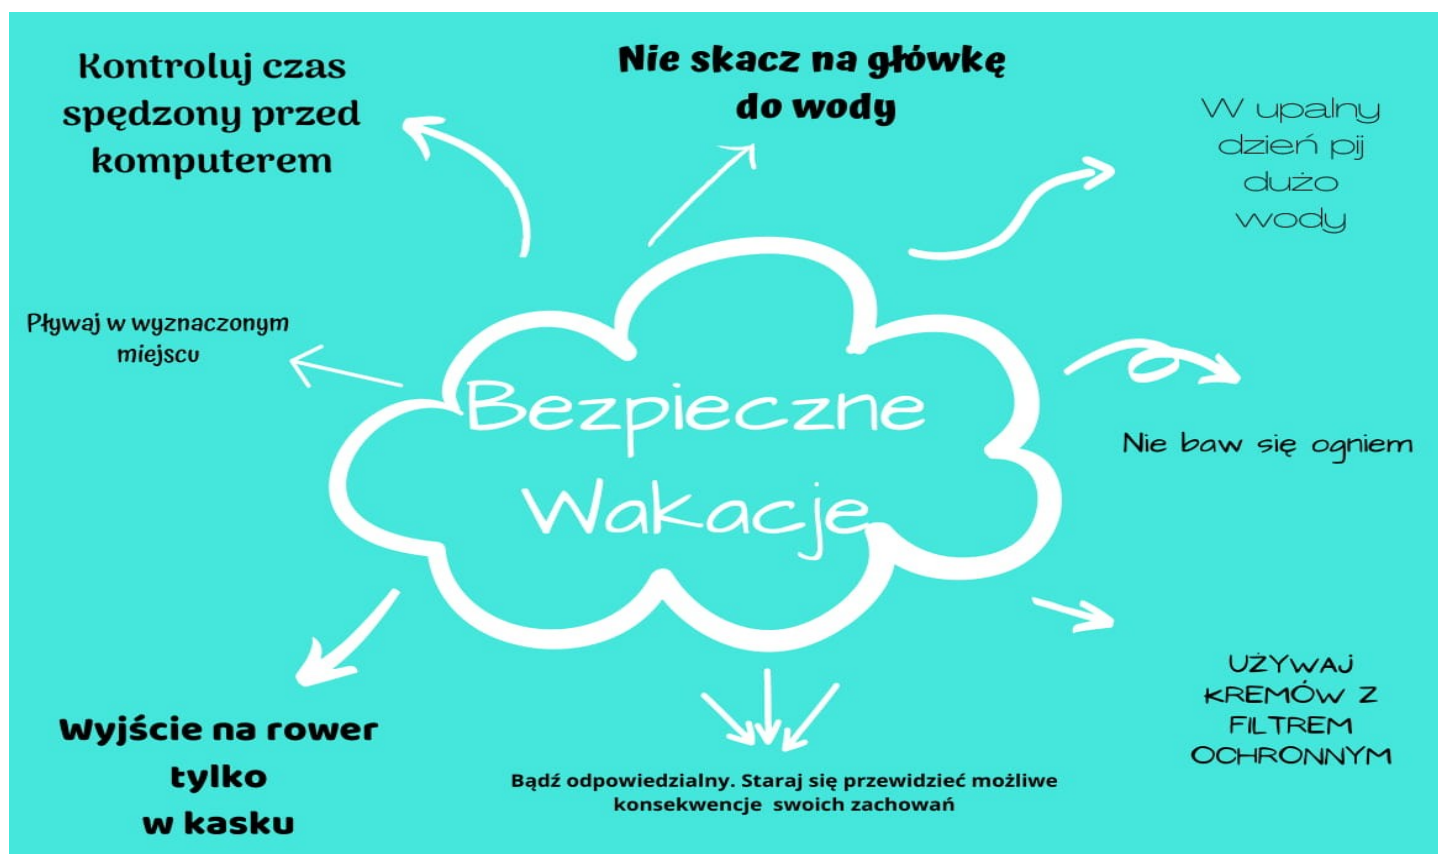 Kontroluj czas
spędzony przed
komputerem
Nie skacz na główkę
do wody
W upalny
dzień pij
dużo
wody
Pływaj w wyznaczonym
miejscu
Bezpieczne
Wakacje
Nie baw się ogniem
UŻYWAJ
KREMÓW Z
FILTREM
OCHRONNYM
Wyjście na rower
tylko
w kasku
Bądź odpowiedzialny. Staraj się przewidzieć możliwe
konsekwencje swoich zachowań